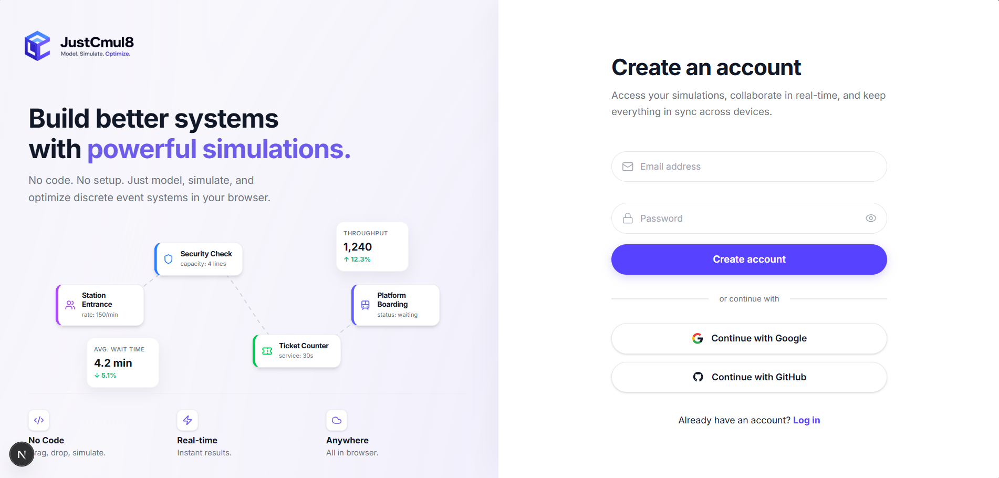 JustCmul8
Model. Simulate. Optimize.
Build better systems
with powerful simulations.
No code. No setup. Just model, simulate, and
optimize discrete event systems in your browser.
THROUGHPUT
1,240
↑ 12.3%
Security Check
capacity: 4 lines
Station
Entrance
rate: 150/min
Platform
Boarding
status: waiting
AVG. WAIT TIME
4.2 min
↓ 5.1%
Ticket Counter
service: 30s
No Code
rag, drop, simulate.
Real-time
Instant results.
Anywhere
All in browser.
N
Create an account
Access your simulations, collaborate in real-time, and keep
everything in sync across devices.
Email address
Password
Create account
or continue with
Continue with Google
Continue with GitHub
Already have an account? Log in